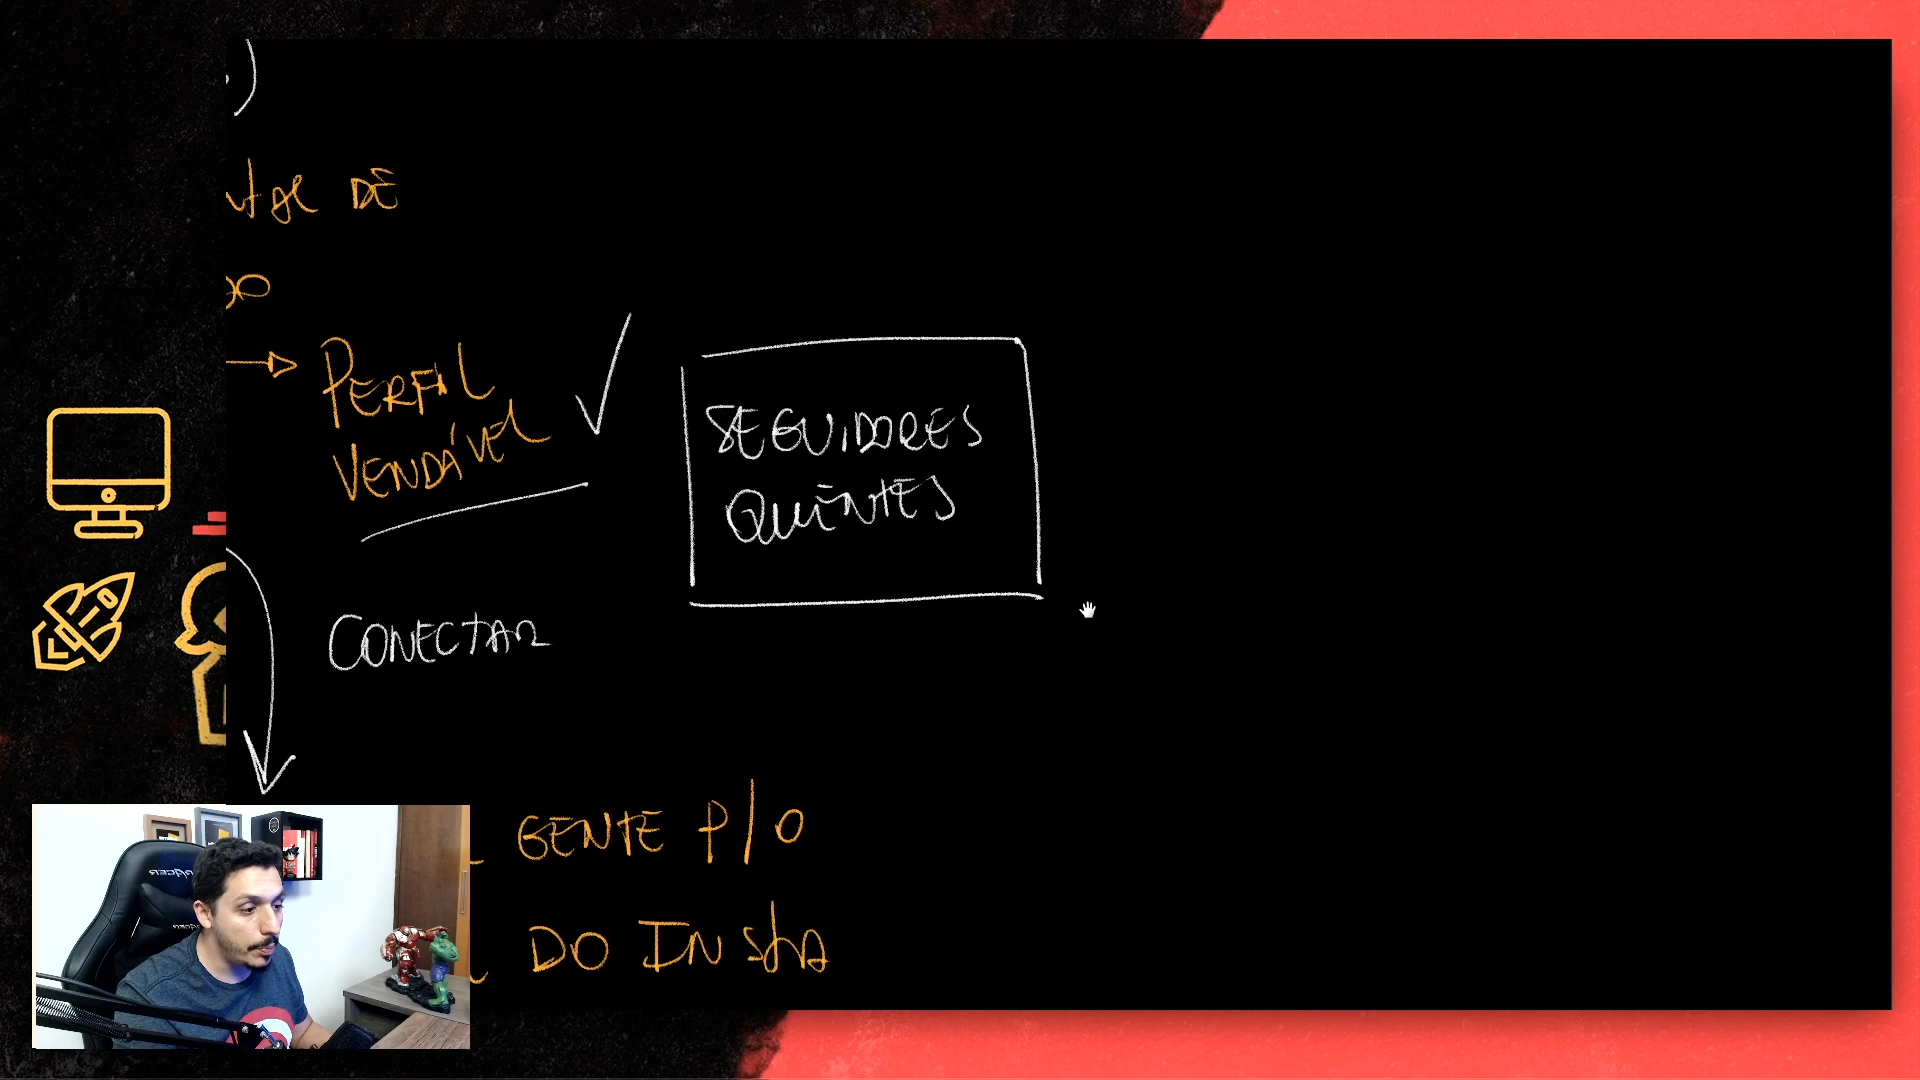 DE
→ PERFIL
VENDÁVEL
SEGUIDORES
QUENTES
CONECTAR
GENTE P/ O
DO INSTA